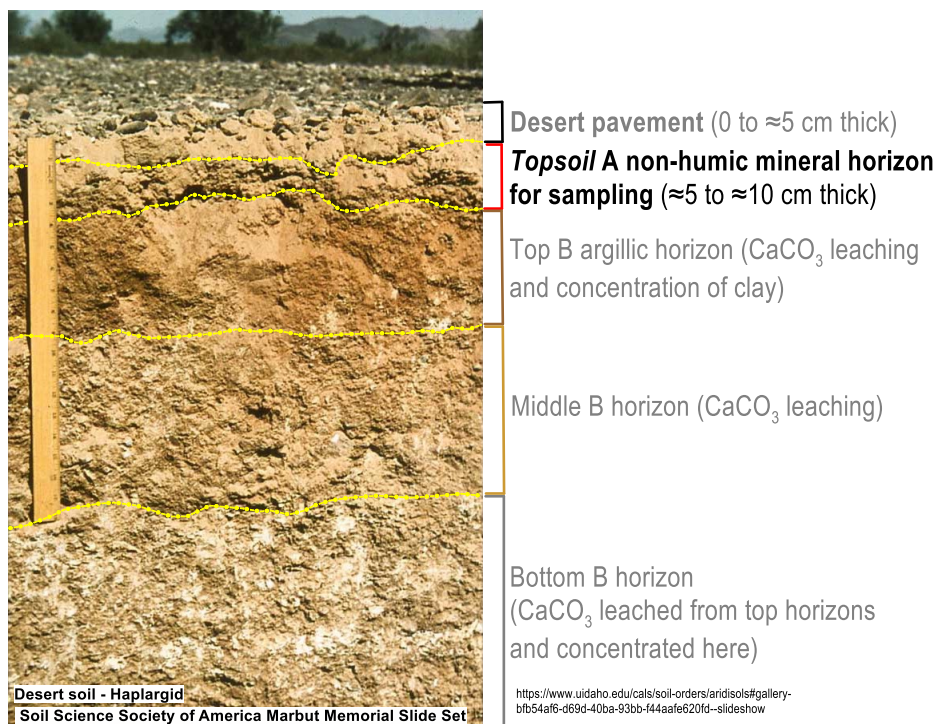 Desert pavement (0 to ≈5 cm thick)
Topsoil A non-humic mineral horizon
for sampling (≈5 to ≈10 cm thick)
Top B argillic horizon (CaCO₃ leaching
and concentration of clay)
Middle B horizon (CaCO₃ leaching)
Bottom B horizon
(CaCO₃ leached from top horizons
and concentrated here)
Desert soil - Haplargid
Soil Science Society of America Marbut Memorial Slide Set
https://www.uidaho.edu/cals/soil-orders/aridisols#gallery-
bfb54af6-d69d-40ba-93bb-f44aafe620fd--slideshow